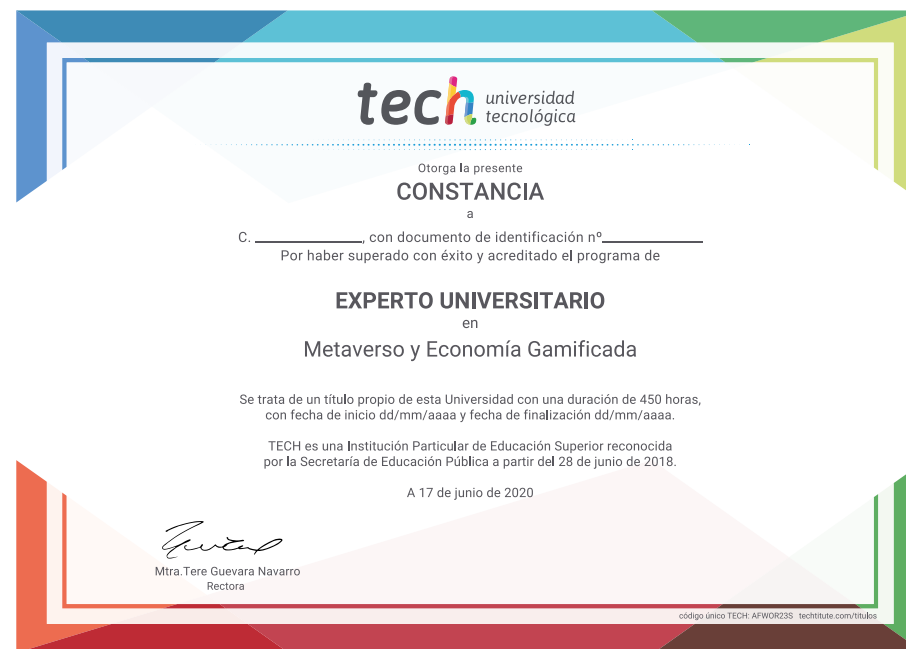 tech universidad
tecnológica
Otorga la presente
CONSTANCIA
a
C. ______________, con documento de identificación nº_____________
Por haber superado con éxito y acreditado el programa de
EXPERTO UNIVERSITARIO
en
Metaverso y Economía Gamificada
Se trata de un título propio de esta Universidad con una duración de 450 horas,
con fecha de inicio dd/mm/aaaa y fecha de finalización dd/mm/aaaa.
TECH es una Institución Particular de Educación Superior reconocida
por la Secretaría de Educación Pública a partir del 28 de junio de 2018.
A 17 de junio de 2020
Mtra.Tere Guevara Navarro
Rectora
código único TECH: AFWOR23S techtitute.com/titulos